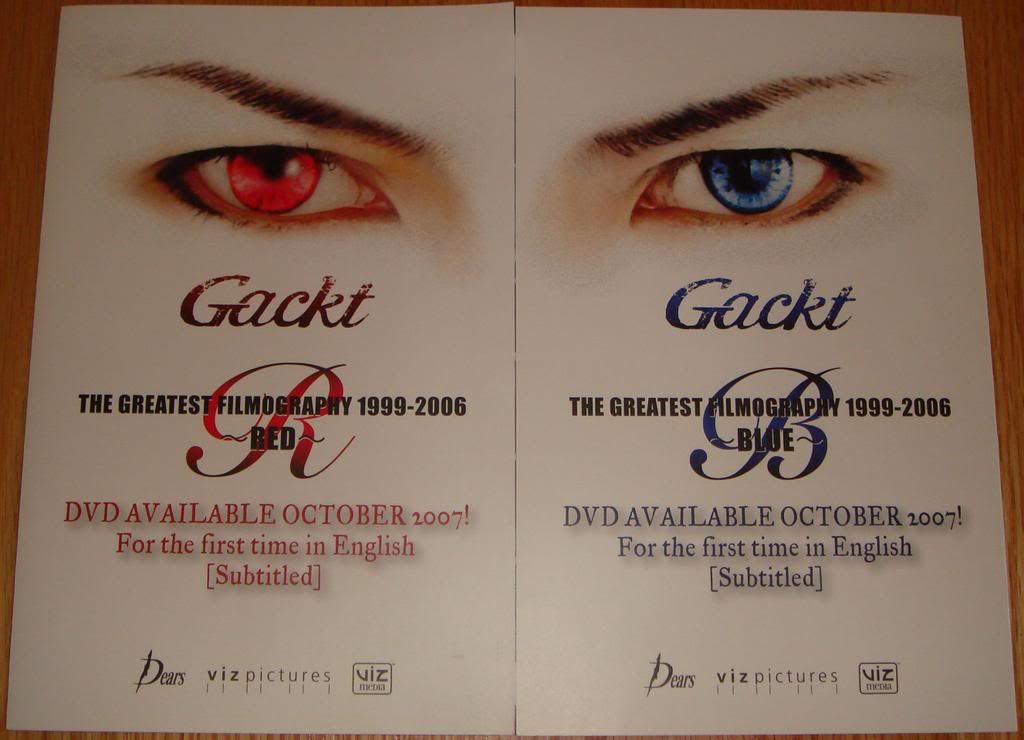 Gackt
R
THE GREATEST FILMOGRAPHY 1999-2006
~RED~
DVD AVAILABLE OCTOBER 2007!
For the first time in English
[Subtitled]
Dears viz pictures VIZ media
Gackt
B
THE GREATEST FILMOGRAPHY 1999-2006
~BLUE~
DVD AVAILABLE OCTOBER 2007!
For the first time in English
[Subtitled]
Dears viz pictures VIZ media